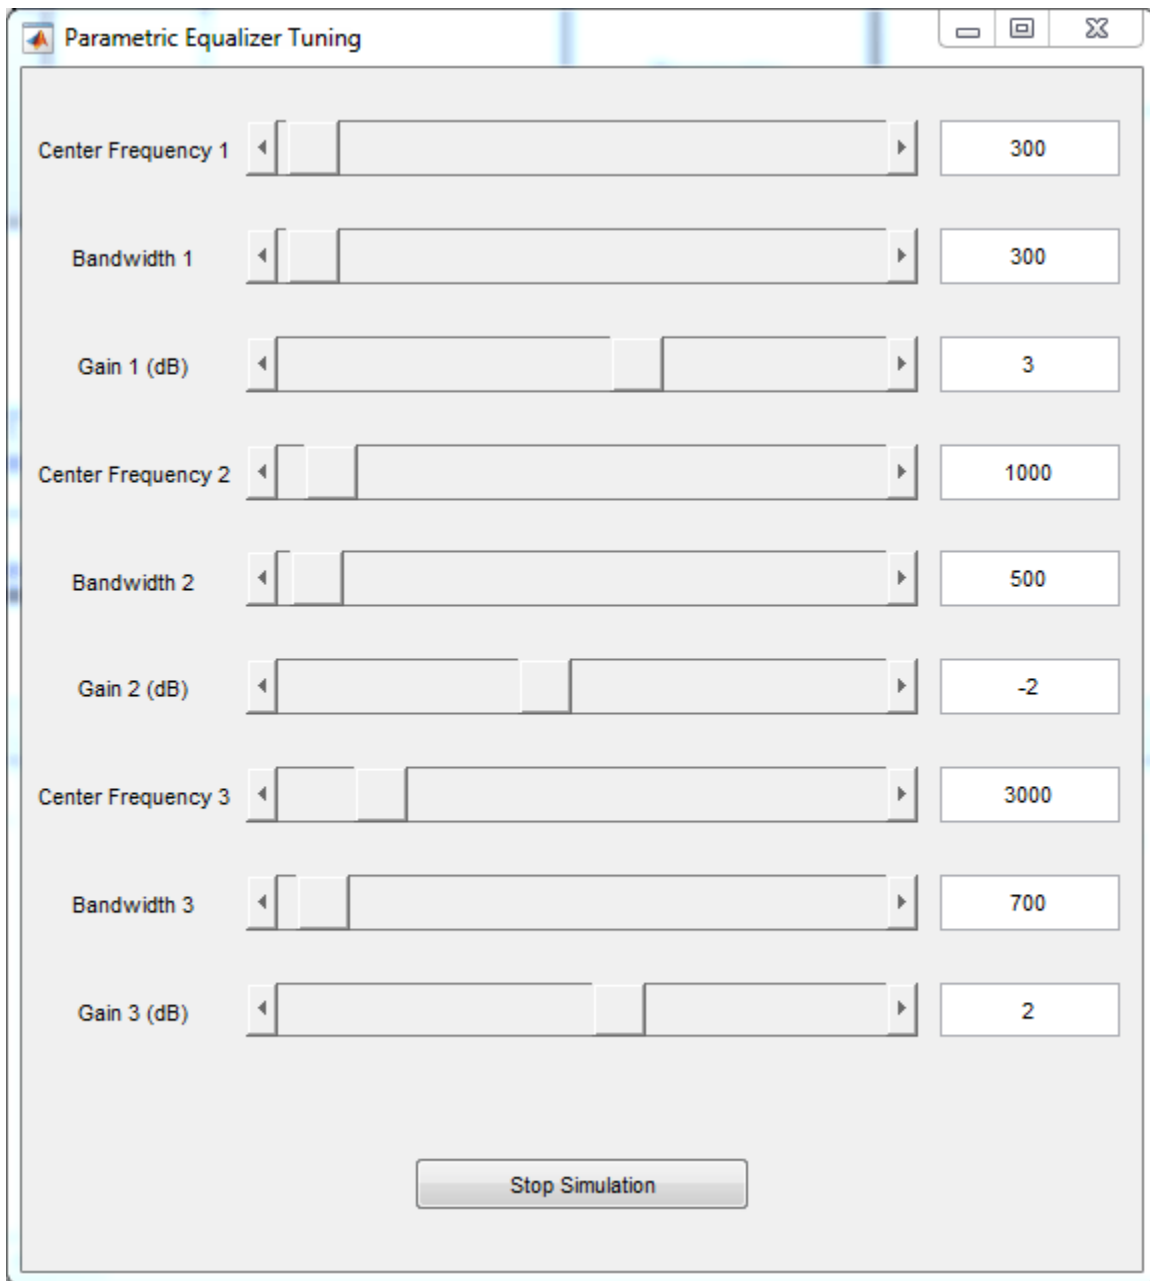 Parametric Equalizer Tuning
Center Frequency 1 300
Bandwidth 1 300
Gain 1 (dB) 3
Center Frequency 2 1000
Bandwidth 2 500
Gain 2 (dB) -2
Center Frequency 3 3000
Bandwidth 3 700
Gain 3 (dB) 2
Stop Simulation